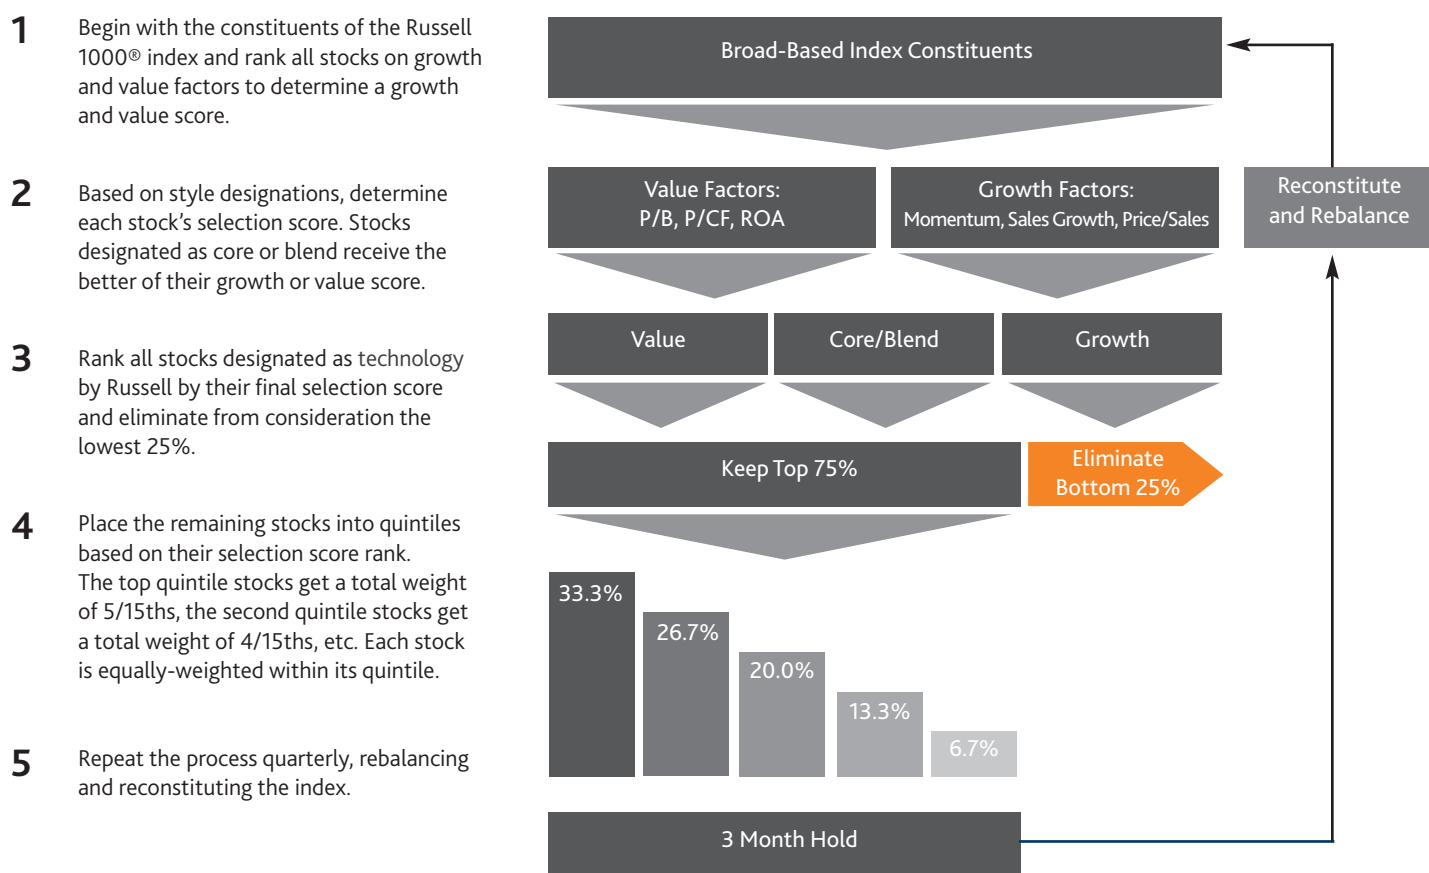 1
Begin with the constituents of the Russell
1000® index and rank all stocks on growth
and value factors to determine a growth
and value score.
2
Based on style designations, determine
each stock’s selection score. Stocks
designated as core or blend receive the
better of their growth or value score.
3
Rank all stocks designated as technology
by Russell by their final selection score
and eliminate from consideration the
lowest 25%.
4
Place the remaining stocks into quintiles
based on their selection score rank.
The top quintile stocks get a total weight
of 5/15ths, the second quintile stocks get
a total weight of 4/15ths, etc. Each stock
is equally-weighted within its quintile.
5
Repeat the process quarterly, rebalancing
and reconstituting the index.
Broad-Based Index Constituents
Value Factors:
P/B, P/CF, ROA
Growth Factors:
Momentum, Sales Growth, Price/Sales
Reconstitute
and Rebalance
Value
Core/Blend
Growth
Keep Top 75%
Eliminate
Bottom 25%
33.3%
26.7%
20.0%
13.3%
6.7%
3 Month Hold